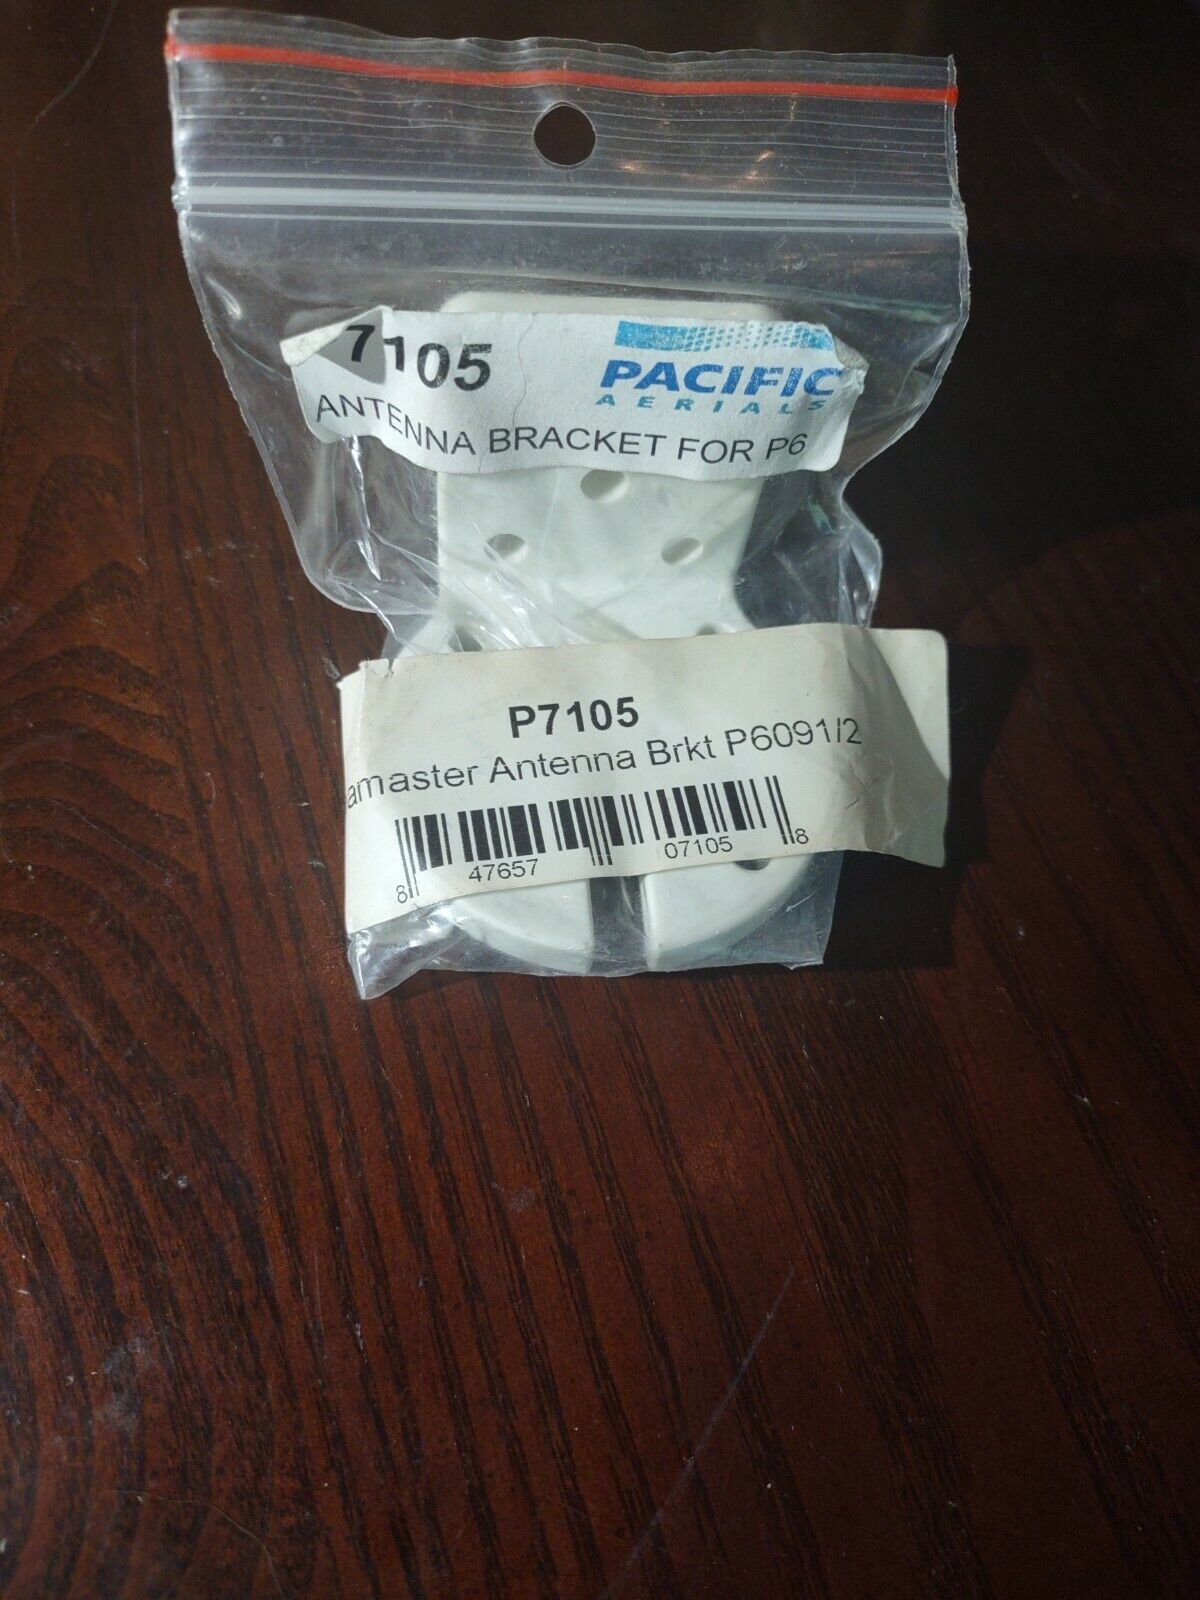 7105
PACIFIC
AERIALS
ANTENNA BRACKET FOR P6
P7105
amaster Antenna Brkt P6091/2
8 47657 07105 8